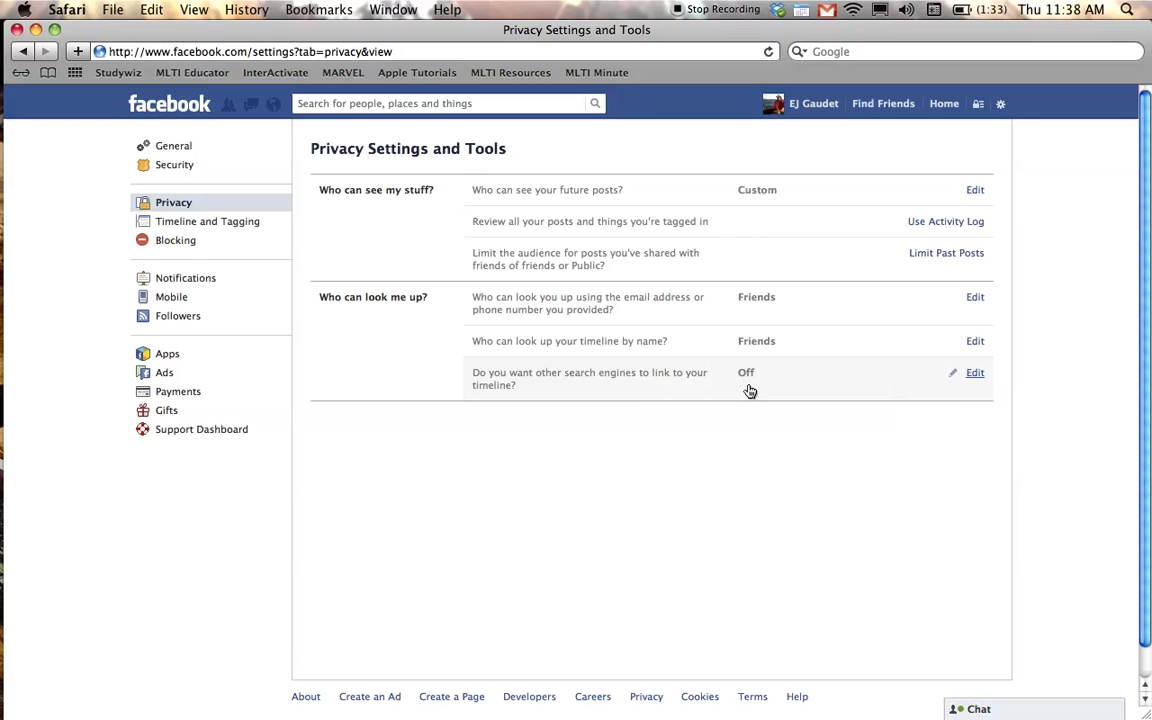 Safari File Edit View History Bookmarks Window Help Stop Recording (1:33) Thu 11:38 AM
Privacy Settings and Tools
http://www.facebook.com/settings?tab=privacy&view Google
Studywiz MLTI Educator InterActivate MARVEL Apple Tutorials MLTI Resources MLTI Minute
facebook Search for people, places and things EJ Gaudet Find Friends Home
General
Security
Privacy
Timeline and Tagging
Blocking
Notifications
Mobile
Followers
Apps
Ads
Payments
Gifts
Support Dashboard
Privacy Settings and Tools
Who can see my stuff? Who can see your future posts? Custom Edit
Review all your posts and things you're tagged in Use Activity Log
Limit the audience for posts you've shared with Limit Past Posts
friends of friends or Public?
Who can look me up? Who can look you up using the email address or Friends Edit
phone number you provided?
Who can look up your timeline by name? Friends Edit
Do you want other search engines to link to your Off Edit
timeline?
About Create an Ad Create a Page Developers Careers Privacy Cookies Terms Help
Chat